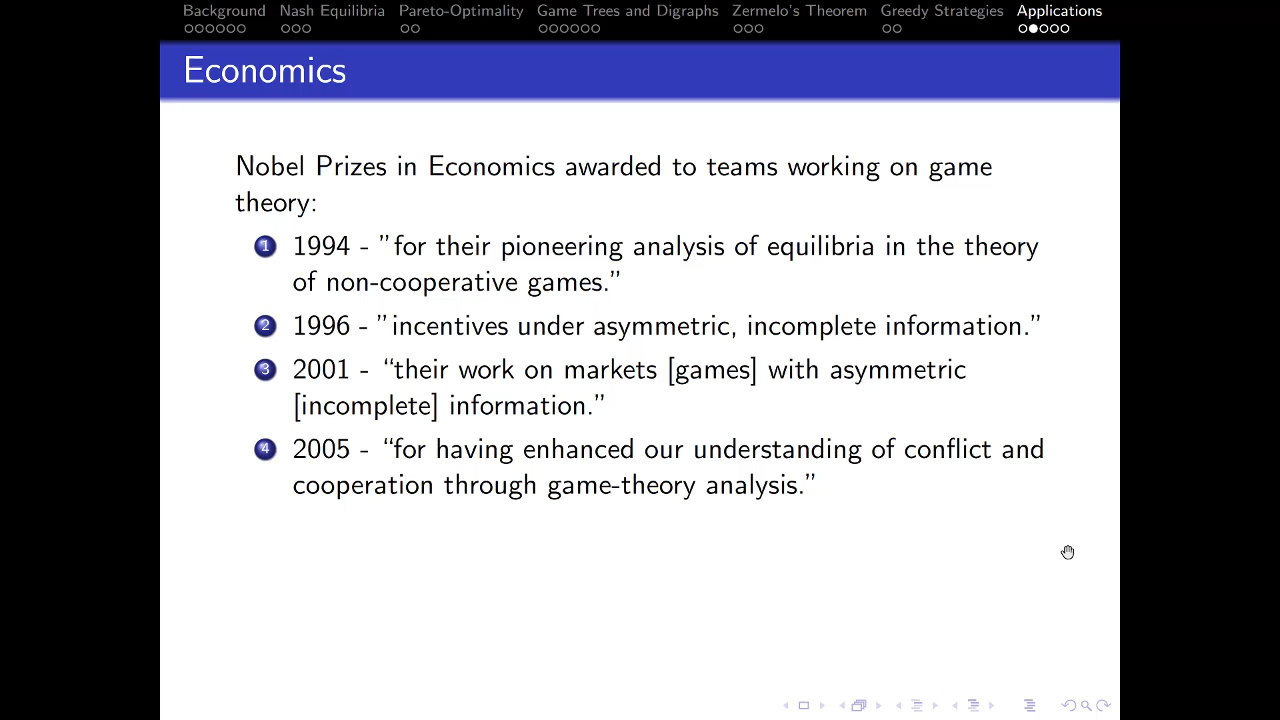 Background Nash Equilibria Pareto-Optimality Game Trees and Digraphs Zermelo's Theorem Greedy Strategies Applications
Economics
Nobel Prizes in Economics awarded to teams working on game
theory:
1 1994 - ”for their pioneering analysis of equilibria in the theory
of non-cooperative games.”
2 1996 - ”incentives under asymmetric, incomplete information.”
3 2001 - “their work on markets [games] with asymmetric
[incomplete] information.”
4 2005 - “for having enhanced our understanding of conflict and
cooperation through game-theory analysis.”